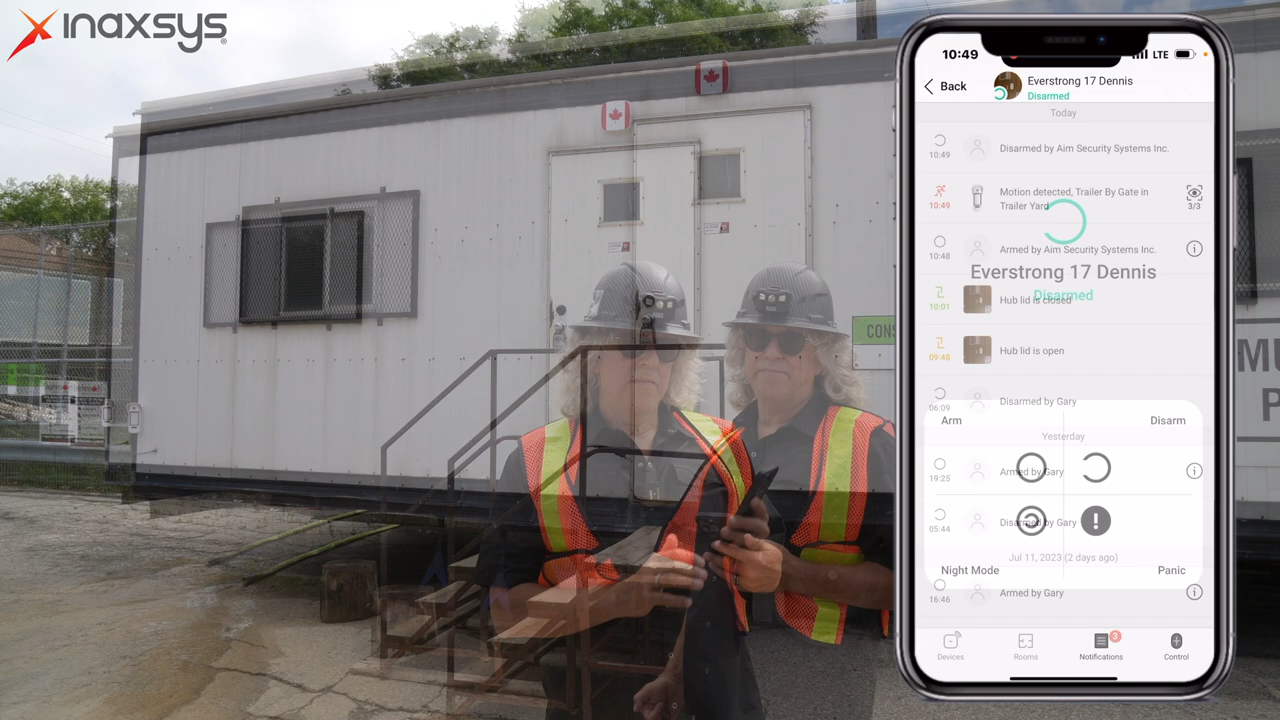 inaxsys
10:49
LTE
Back
Everstrong 17 Dennis
Disarmed
Today
10:49
Disarmed by Aim Security Systems Inc.
10:49
Motion detected, Trailer By Gate in
Trailer Yard
3/3
10:48
Armed by Aim Security Systems Inc.
Everstrong 17 Dennis
Disarmed
10:01
Hub lid is closed
09:48
Hub lid is open
06:09
Disarmed by Gary
Arm
Disarm
Yesterday
19:25
Armed by Gary
05:44
Disarmed by Gary
Jul 11, 2023 (2 days ago)
Night Mode
Panic
16:46
Armed by Gary
Devices
Rooms
Notifications
3
Control
CONS
MU
P